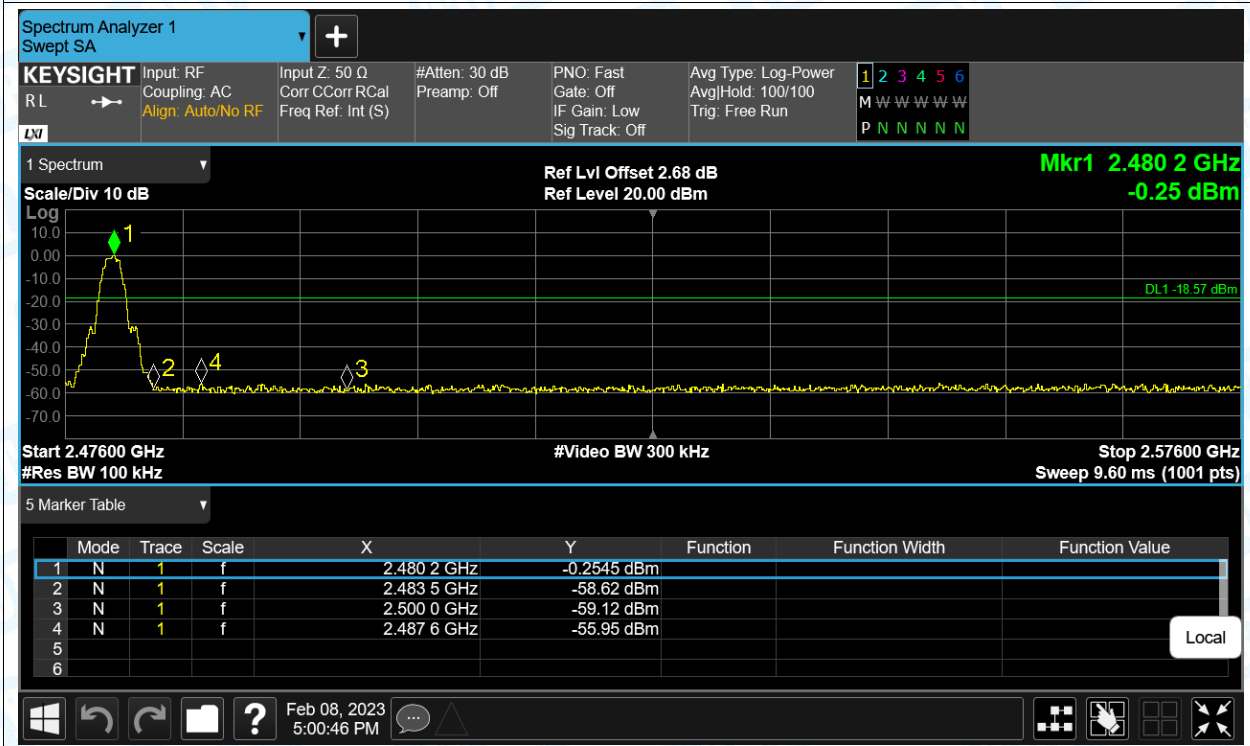 Spectrum Analyzer 1
Swept SA
KEYSIGHT
R L
LXI
Input: RF
Coupling: AC
Align: Auto/No RF
Input Z: 50 Ω
Corr CCorr RCal
Freq Ref: Int (S)
#Atten: 30 dB
Preamp: Off
PNO: Fast
Gate: Off
IF Gain: Low
Sig Track: Off
Avg Type: Log-Power
Avg|Hold: 100/100
Trig: Free Run
1 2 3 4 5 6
M W W W W W
P N N N N N
1 Spectrum
Scale/Div 10 dB
Ref Lvl Offset 2.68 dB
Ref Level 20.00 dBm
Mkr1 2.480 2 GHz
-0.25 dBm
Log
10.0
0.00
-10.0
-20.0
-30.0
-40.0
-50.0
-60.0
-70.0
1
2
4
3
DL1 -18.57 dBm
Start 2.47600 GHz
#Video BW 300 kHz
Stop 2.57600 GHz
#Res BW 100 kHz
Sweep 9.60 ms (1001 pts)
5 Marker Table
Mode Trace Scale X Y Function Function Width Function Value
1 N 1 f 2.480 2 GHz -0.2545 dBm
2 N 1 f 2.483 5 GHz -58.62 dBm
3 N 1 f 2.500 0 GHz -59.12 dBm
4 N 1 f 2.487 6 GHz -55.95 dBm
5
6
Local
?
Feb 08, 2023
5:00:46 PM